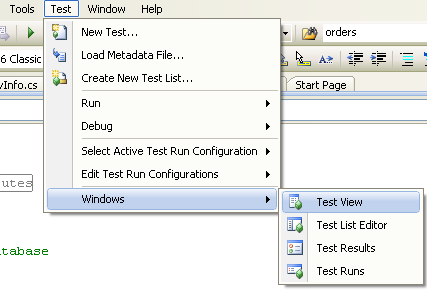 Tools Test Window Help
New Test...
orders
Load Metadata File...
6 Classic
Create New Test List...
vInfo.cs
Start Page
Run
Debug
Select Active Test Run Configuration
Edit Test Run Configurations
butes
Windows
Test View
Test List Editor
atabase
Test Results
Test Runs